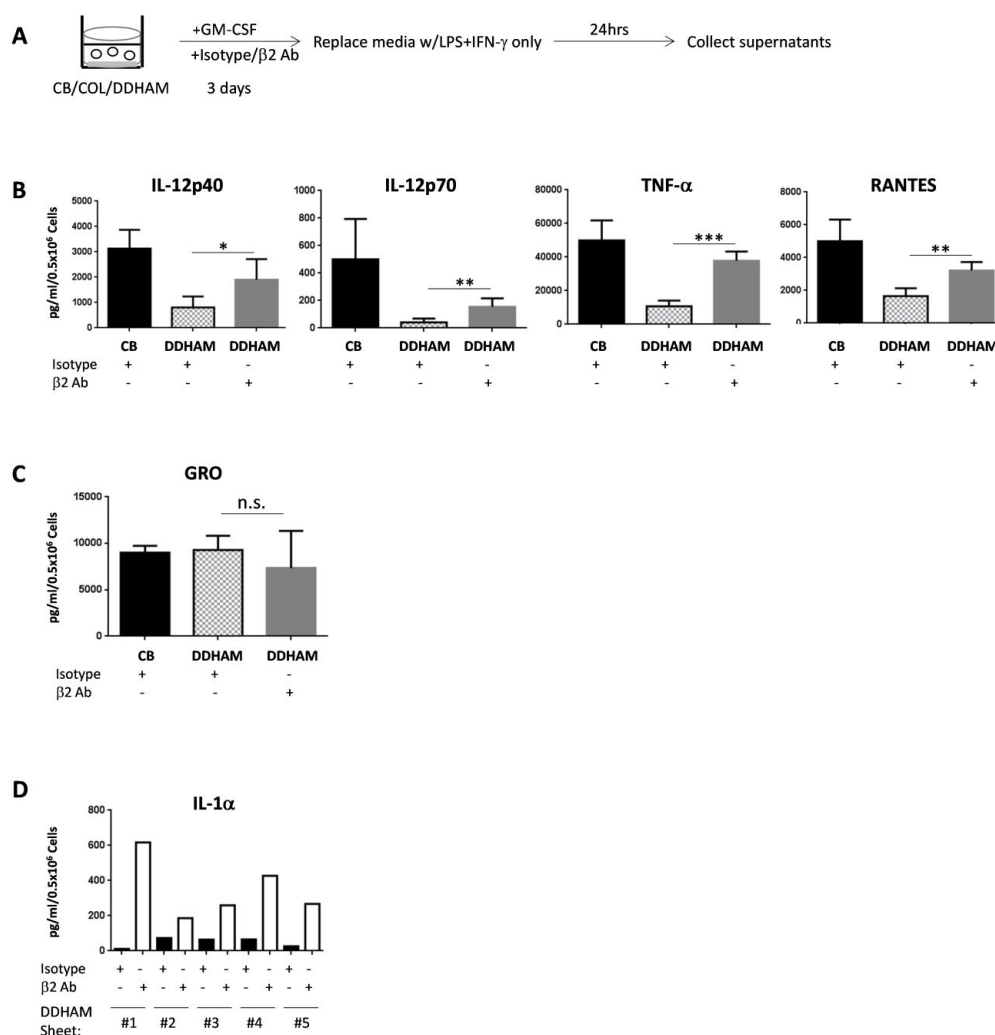 A
+GM-CSF
+Isotype/β2 Ab
3 days
CB/COL/DDHAM
Replace media w/LPS+IFN-γ only
24hrs
Collect supernatants
B
IL-12p40
pg/ml/0.5x10⁶ Cells
6000
5000
4000
3000
2000
1000
0
*
CB DDHAM DDHAM
Isotype + + -
β2 Ab - - +
IL-12p70
1000
800
600
400
200
0
**
CB DDHAM DDHAM
+ + -
- - +
TNF-α
80000
60000
40000
20000
0
***
CB DDHAM DDHAM
+ + -
- - +
RANTES
8000
6000
4000
2000
0
**
CB DDHAM DDHAM
+ + -
- - +
C
GRO
pg/ml/0.5x10⁶ Cells
15000
10000
5000
0
n.s.
CB DDHAM DDHAM
Isotype + + -
β2 Ab - - +
D
IL-1α
pg/ml/0.5x10⁶ Cells
800
600
400
200
0
Isotype + - + - + - + - + -
β2 Ab - + - + - + - + - +
DDHAM
Sheet: #1 #2 #3 #4 #5